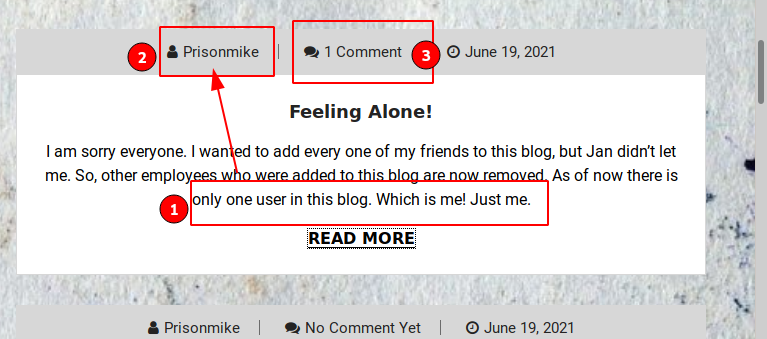 2 Prisonmike | 1 Comment 3 June 19, 2021
Feeling Alone!
I am sorry everyone. I wanted to add every one of my friends to this blog, but Jan didn’t let
me. So, other employees who were added to this blog are now removed. As of now there is
1 only one user in this blog. Which is me! Just me.
READ MORE
Prisonmike | No Comment Yet | June 19, 2021